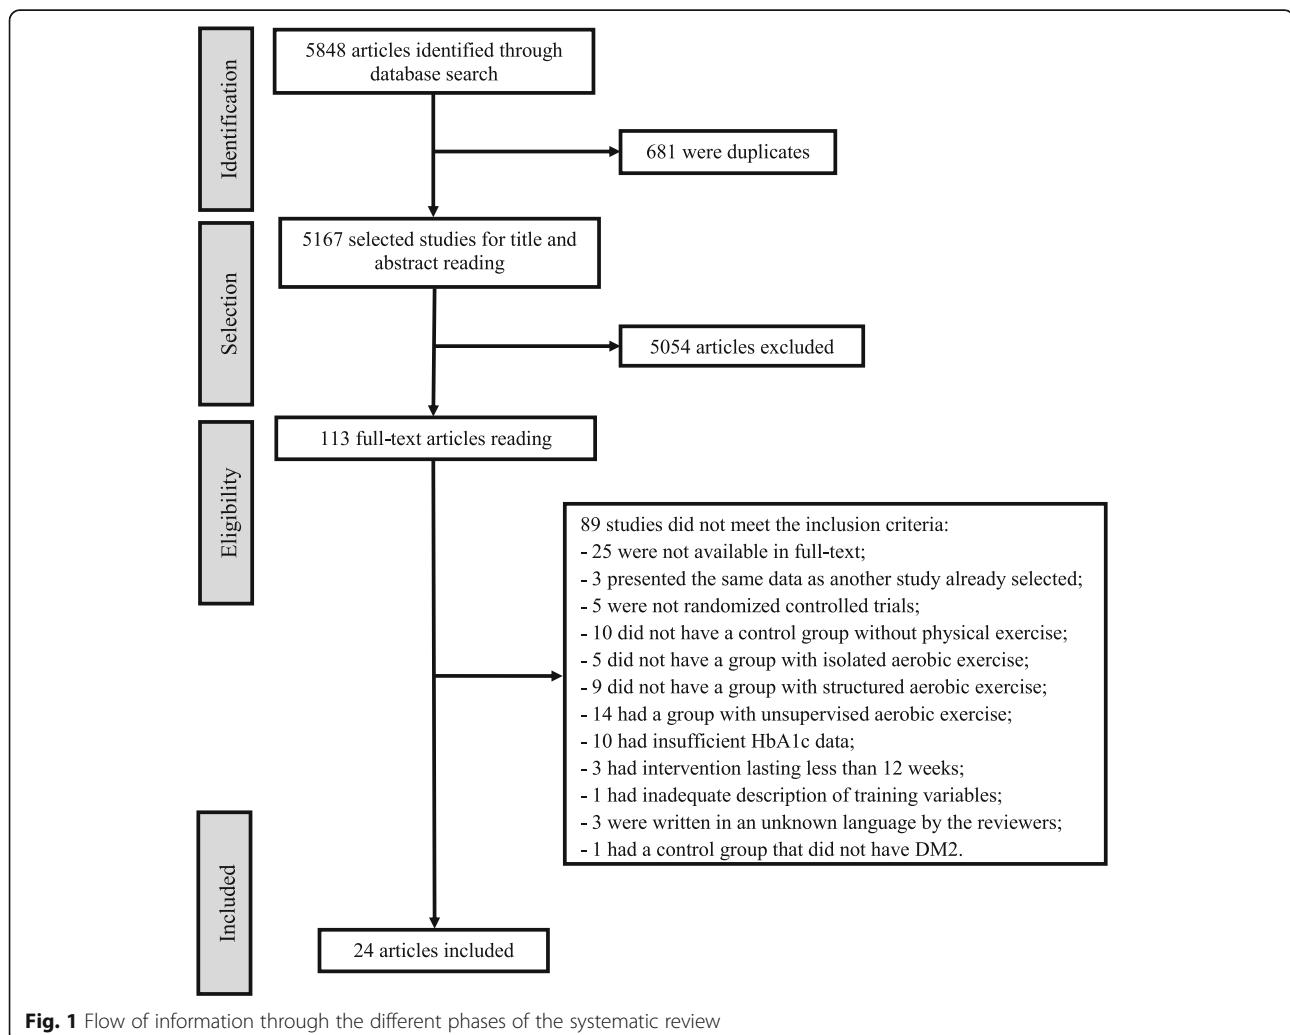 Identification
5848 articles identified through
database search
681 were duplicates
Selection
5167 selected studies for title and
abstract reading
5054 articles excluded
Eligibility
113 full-text articles reading
89 studies did not meet the inclusion criteria:
- 25 were not available in full-text;
- 3 presented the same data as another study already selected;
- 5 were not randomized controlled trials;
- 10 did not have a control group without physical exercise;
- 5 did not have a group with isolated aerobic exercise;
- 9 did not have a group with structured aerobic exercise;
- 14 had a group with unsupervised aerobic exercise;
- 10 had insufficient HbA1c data;
- 3 had intervention lasting less than 12 weeks;
- 1 had inadequate description of training variables;
- 3 were written in an unknown language by the reviewers;
- 1 had a control group that did not have DM2.
Included
24 articles included
Fig. 1 Flow of information through the different phases of the systematic review